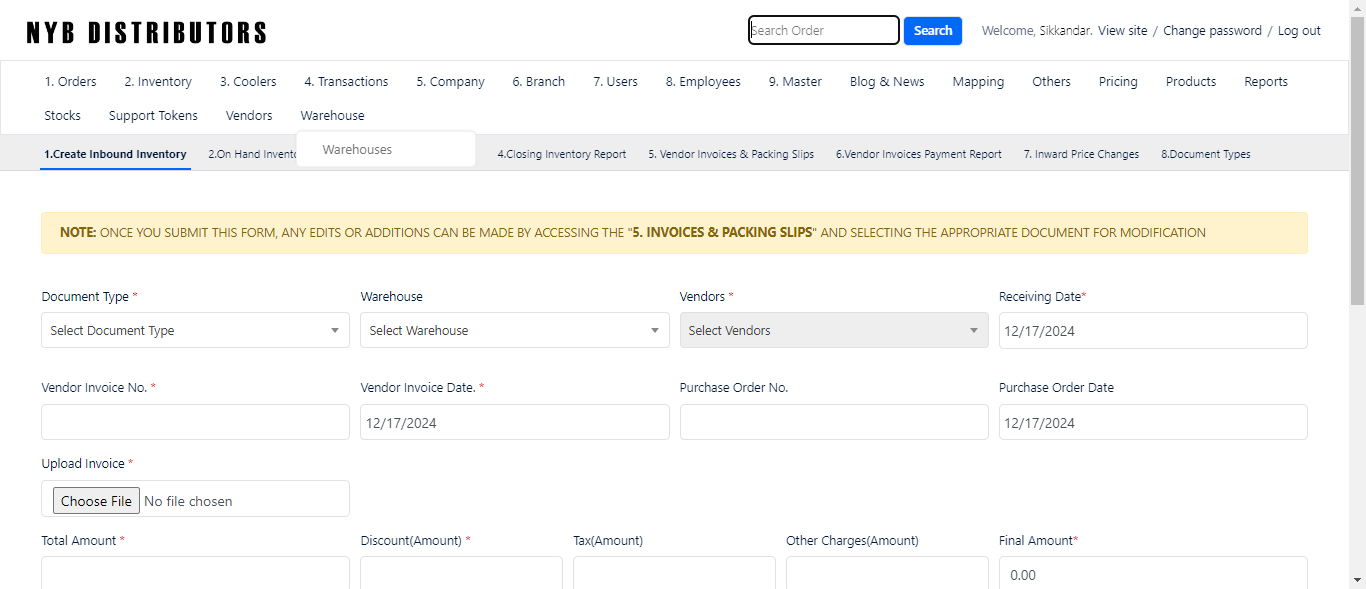 NYB DISTRIBUTORS
Search Order Search Welcome, Sikkandar. View site / Change password / Log out
1. Orders 2. Inventory 3. Coolers 4. Transactions 5. Company 6. Branch 7. Users 8. Employees 9. Master Blog & News Mapping Others Pricing Products Reports
Stocks Support Tokens Vendors Warehouse
Warehouses
1.Create Inbound Inventory 2.On Hand Invento 4.Closing Inventory Report 5. Vendor Invoices & Packing Slips 6.Vendor Invoices Payment Report 7. Inward Price Changes 8.Document Types
NOTE: ONCE YOU SUBMIT THIS FORM, ANY EDITS OR ADDITIONS CAN BE MADE BY ACCESSING THE "5. INVOICES & PACKING SLIPS" AND SELECTING THE APPROPRIATE DOCUMENT FOR MODIFICATION
Document Type * Warehouse Vendors * Receiving Date*
Select Document Type Select Warehouse Select Vendors 12/17/2024
Vendor Invoice No. * Vendor Invoice Date. * Purchase Order No. Purchase Order Date
12/17/2024 12/17/2024
Upload Invoice *
Choose File No file chosen
Total Amount * Discount(Amount) * Tax(Amount) Other Charges(Amount) Final Amount*
0.00